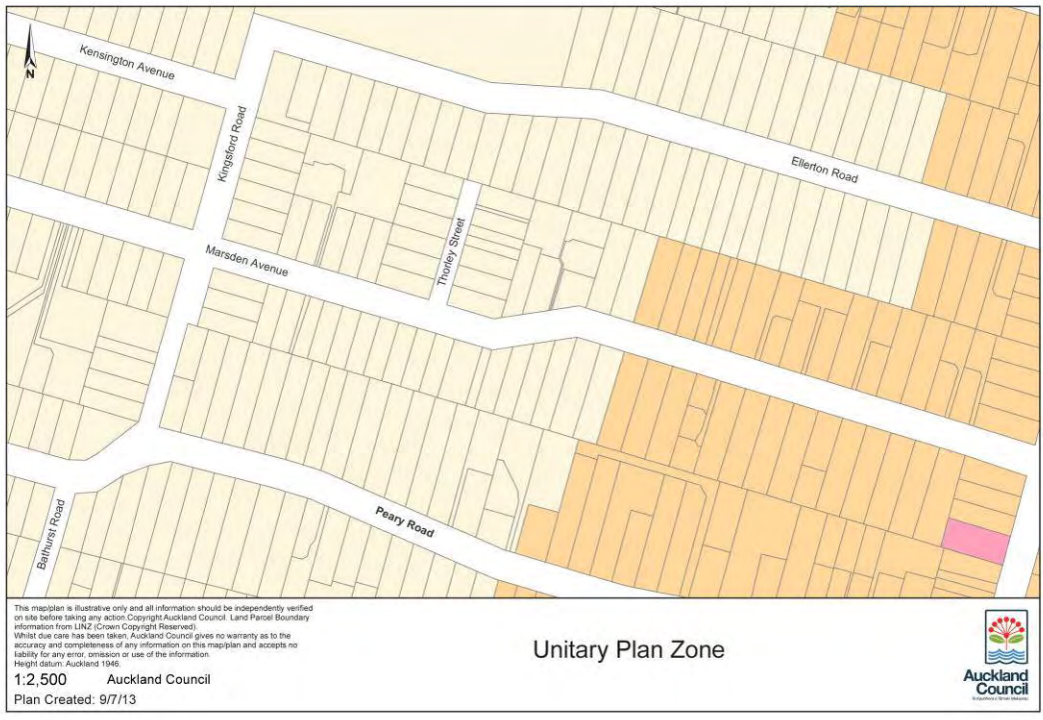 Kensington Avenue
N
Kingsford Road
Ellerton Road
Thorley Street
Marsden Avenue
Peary Road
Bathurst Road
This map/plan is illustrative only and all information should be independently verified
on site before taking any action.Copyright Auckland Council. Land Parcel Boundary
information from LINZ (Crown Copyright Reserved).
Whilst due care has been taken, Auckland Council gives no warranty as to the
accuracy and completeness of any information on this map/plan and accepts no
liability for any error, omission or use of the information.
Height datum: Auckland 1946.
1:2,500 Auckland Council
Plan Created: 9/7/13
Unitary Plan Zone
Auckland
Council